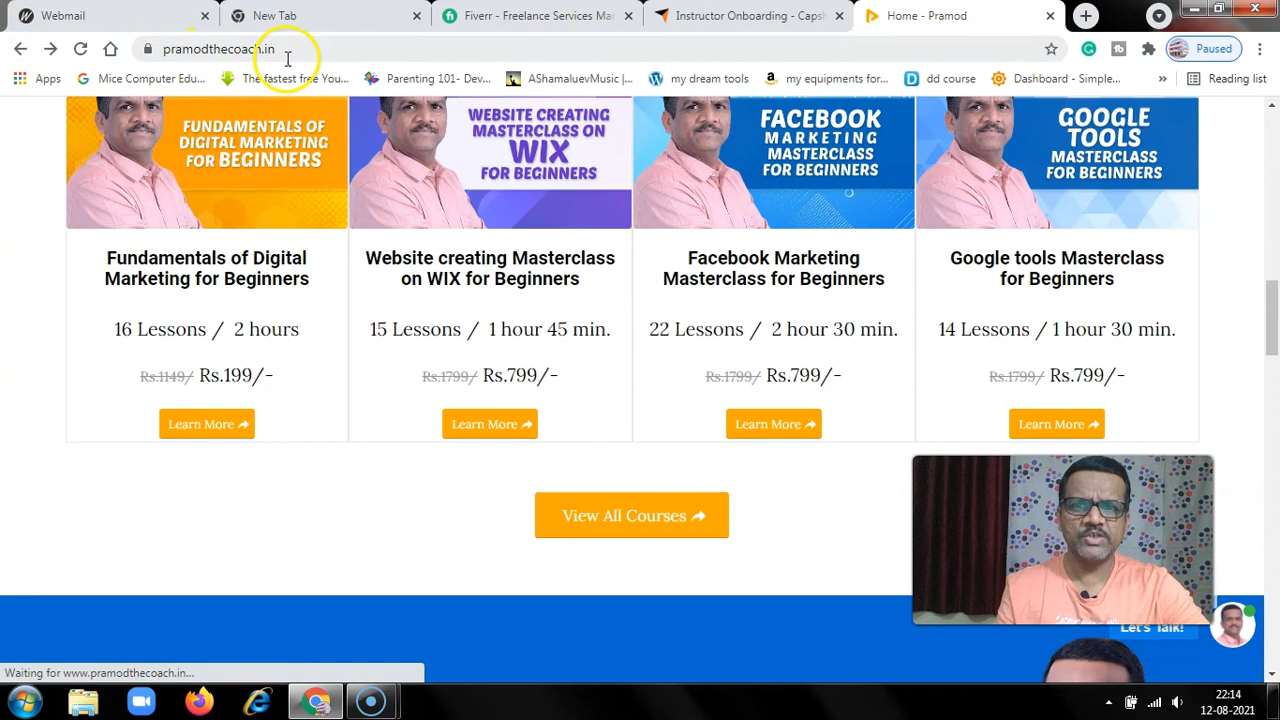 Webmail
New Tab
Fiverr - Freelance Services Ma
Instructor Onboarding - Capsh
Home - Pramod
pramodthecoach.in
Paused
Apps
Mice Computer Edu...
The fastest free You...
Parenting 101- Dev...
AShamaluevMusic |...
my dream tools
my equipments for...
dd course
Dashboard - Simple...
Reading list
FUNDAMENTALS OF
DIGITAL MARKETING
FOR BEGINNERS
WEBSITE CREATING
MASTERCLASS ON
WIX
FOR BEGINNERS
FACEBOOK
MARKETING
MASTERCLASS FOR
BEGINNERS
GOOGLE
TOOLS
MASTERCLASS
FOR BEGINNERS
Fundamentals of Digital
Marketing for Beginners
Website creating Masterclass
on WIX for Beginners
Facebook Marketing
Masterclass for Beginners
Google tools Masterclass
for Beginners
16 Lessons / 2 hours
15 Lessons / 1 hour 45 min.
22 Lessons / 2 hour 30 min.
14 Lessons / 1 hour 30 min.
Rs.1149/ Rs.199/-
Rs.1799/ Rs.799/-
Rs.1799/ Rs.799/-
Rs.1799/ Rs.799/-
Learn More
Learn More
Learn More
Learn More
View All Courses
Let's Talk!
Waiting for www.pramodthecoach.in...
22:14
12-08-2021